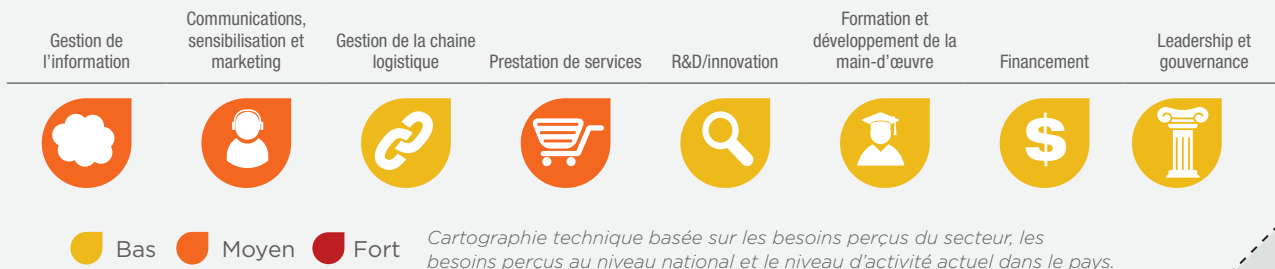 Gestion de
l'information
Communications,
sensibilisation et
marketing
Gestion de la chaine
logistique
Prestation de services
R&D/innovation
Formation et
développement de la
main-d'œuvre
Financement
Leadership et
gouvernance
$
Bas
Moyen
Fort
Cartographie technique basée sur les besoins perçus du secteur, les
besoins perçus au niveau national et le niveau d'activité actuel dans le pays.